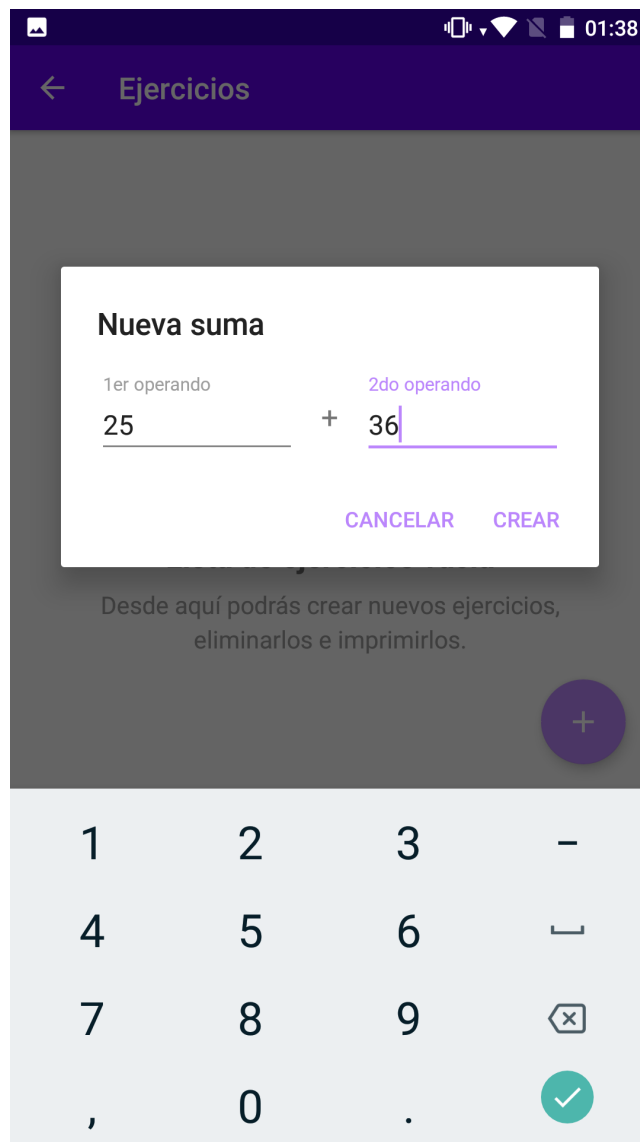 01:38
Ejercicios
Nueva suma
1er operando 2do operando
25 + 36
CANCELAR CREAR
Desde aquí podrás crear nuevos ejercicios,
eliminarlos e imprimirlos.
+
1 2 3 -
4 5 6
7 8 9
, 0 .